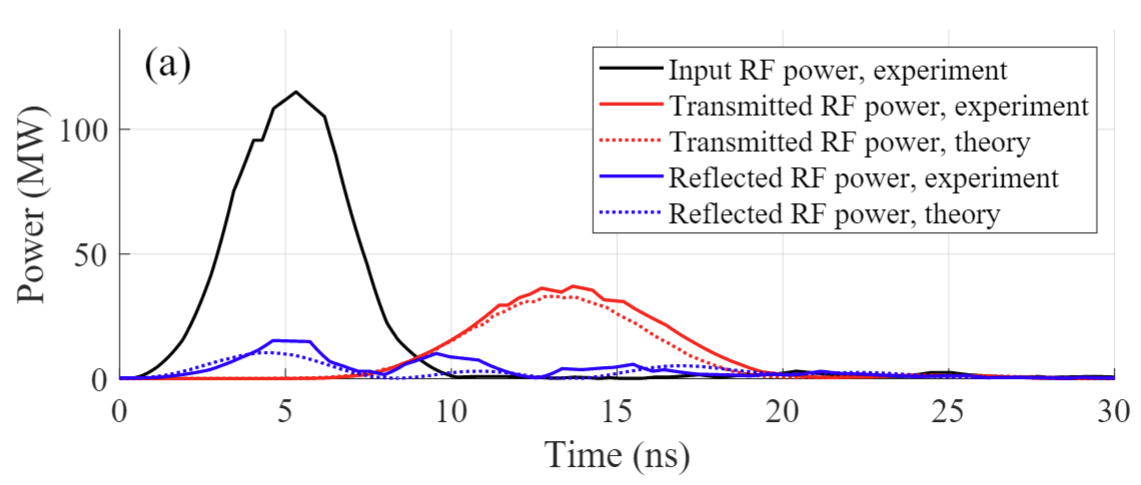 (a)
Input RF power, experiment
Transmitted RF power, experiment
Transmitted RF power, theory
Reflected RF power, experiment
Reflected RF power, theory
Power (MW)
100
50
0
0 5 10 15 20 25 30
Time (ns)